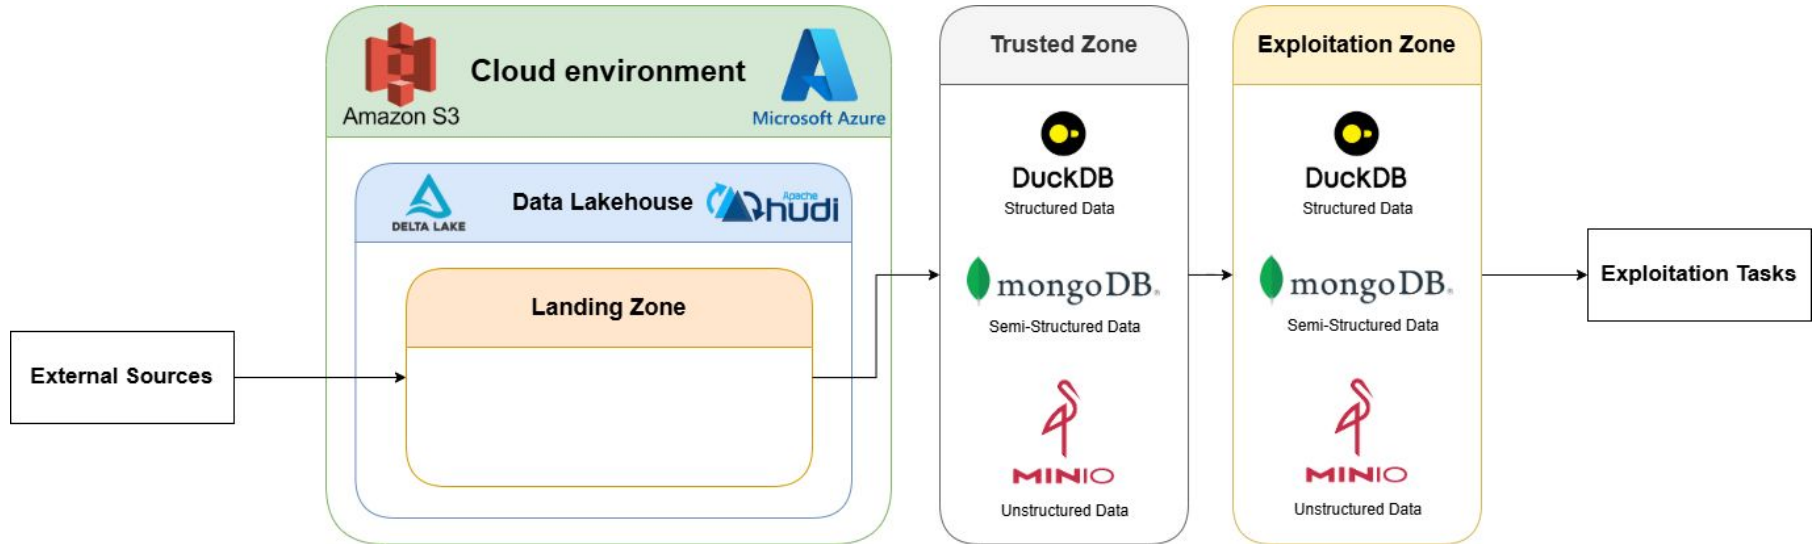 Cloud environment
Amazon S3
Microsoft Azure
DELTA LAKE
Data Lakehouse
Apache
hudi
Landing Zone
External Sources
Trusted Zone
DuckDB
Structured Data
mongoDB®
Semi-Structured Data
MINIO
Unstructured Data
Exploitation Zone
DuckDB
Structured Data
mongoDB®
Semi-Structured Data
MINIO
Unstructured Data
Exploitation Tasks